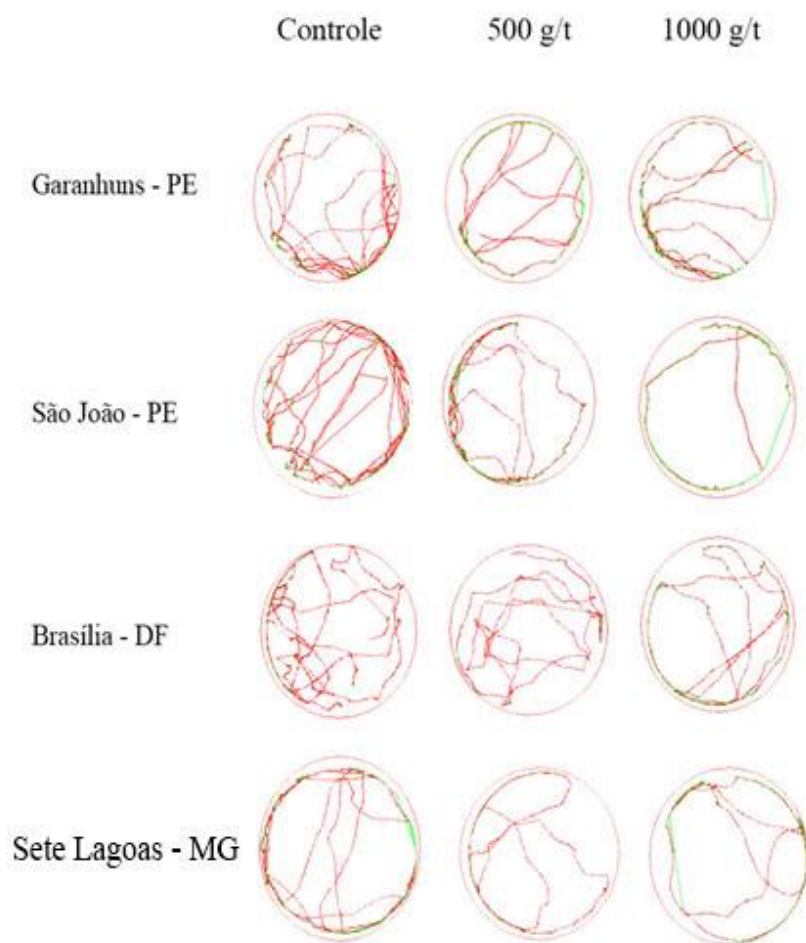 Controle 500 g/t 1000 g/t
Garanhuns - PE
São João - PE
Brasília - DF
Sete Lagoas - MG